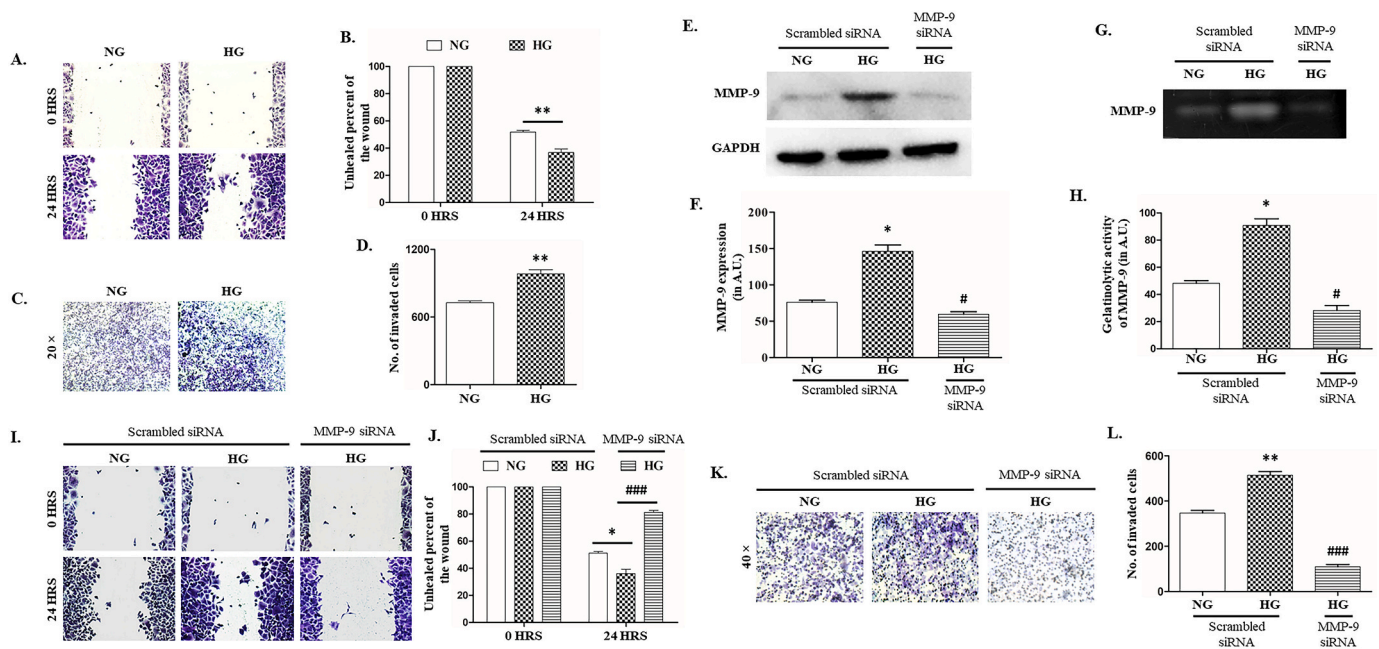 A.
NG
HG
0 HRS
24 HRS
B.
NG
HG
Unhealed percent of
the wound
100
80
60
40
20
0
**
0 HRS
24 HRS
C.
NG
HG
20 ×
D.
No. of invaded cells
1200
600
0
**
NG
HG
E.
Scrambled siRNA
MMP-9
siRNA
NG
HG
HG
MMP-9
GAPDH
F.
MMP-9 expression
(in A.U.)
200
150
100
50
0
*
#
NG
HG
HG
Scrambled siRNA
MMP-9
siRNA
G.
Scrambled
siRNA
MMP-9
siRNA
NG
HG
HG
MMP-9
H.
Gelatinolytic activity
of MMP-9 (in A.U.)
100
80
60
40
20
0
*
#
NG
HG
HG
Scrambled
siRNA
MMP-9
siRNA
I.
Scrambled siRNA
MMP-9 siRNA
NG
HG
HG
0 HRS
24 HRS
J.
Scrambled siRNA
MMP-9 siRNA
NG
HG
HG
Unhealed percent of
the wound
100
80
60
40
20
0
*
###
0 HRS
24 HRS
K.
Scrambled siRNA
MMP-9 siRNA
NG
HG
HG
40 ×
L.
No. of invaded cells
600
400
200
0
**
###
NG
HG
HG
Scrambled
siRNA
MMP-9
siRNA